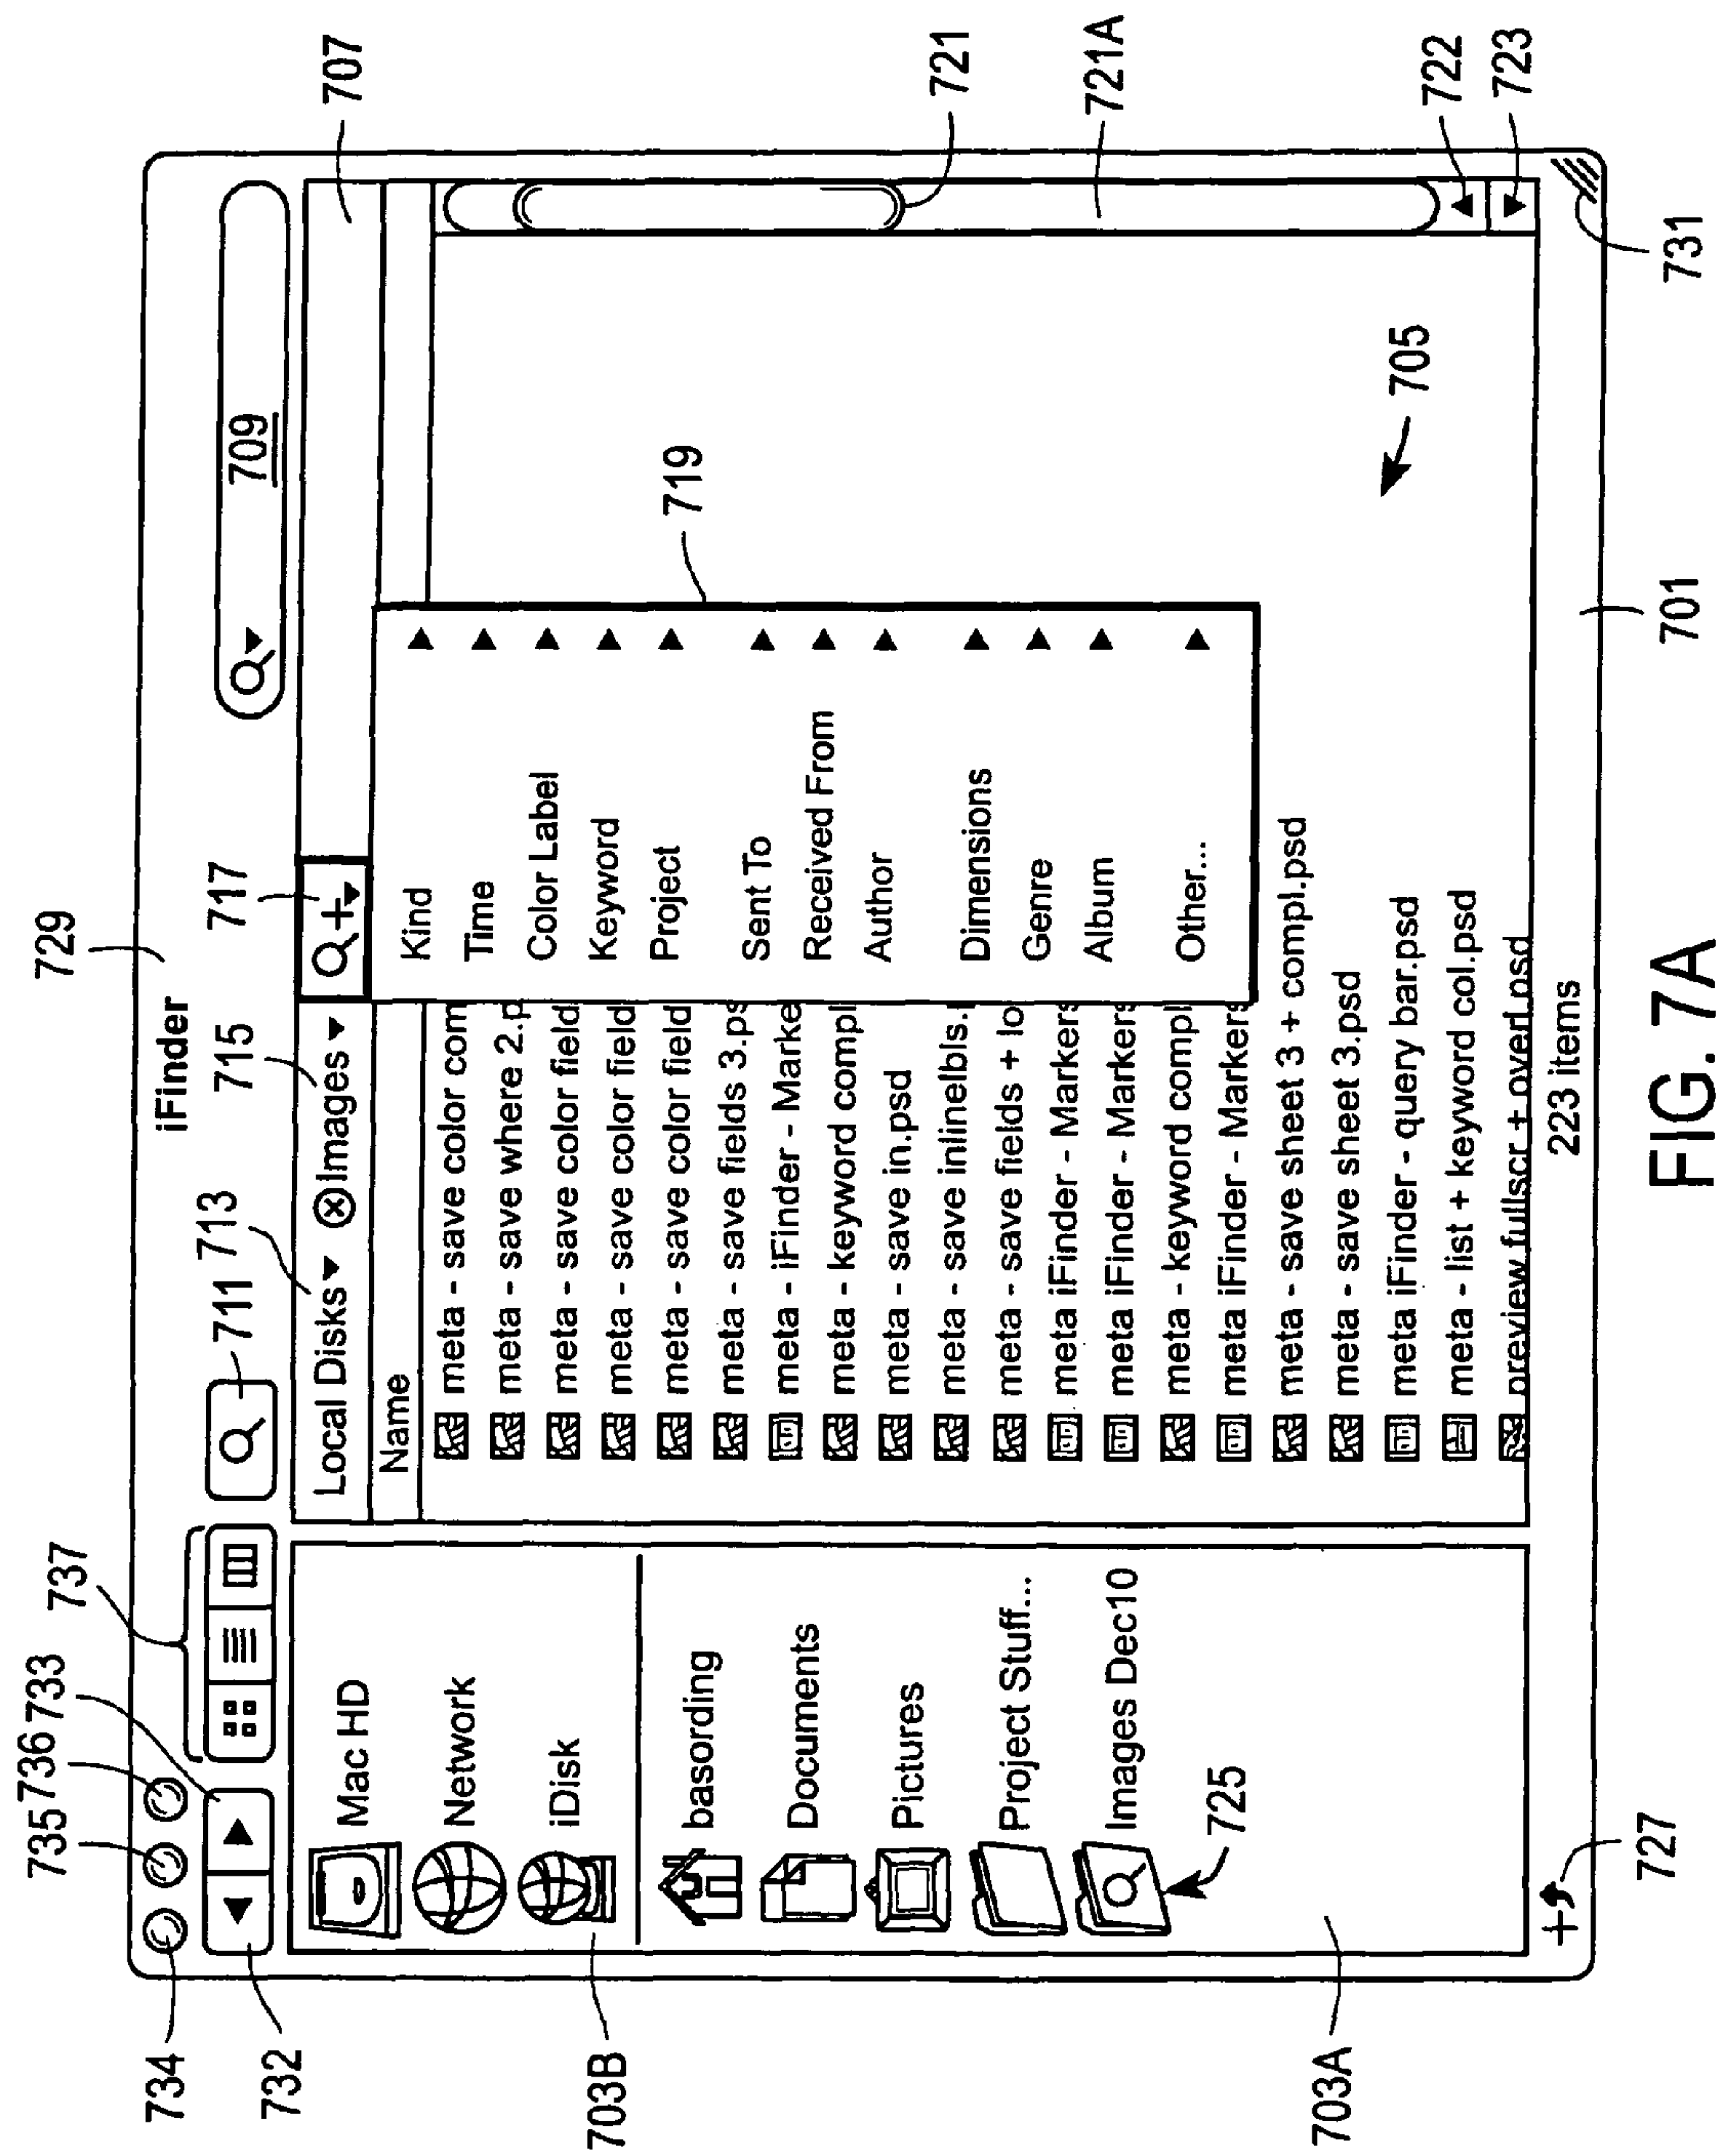 729
iFinder
734
735
736
733
732
737
711
713
715
717
709
707
Local Disks
Images
Name
Mac HD
Network
iDisk
basording
Documents
Pictures
Project Stuff...
Images Dec10
725
703B
703A
727
meta - save color com
meta - save where 2.p
meta - save color field
meta - save color field
meta - save color field
meta - save fields 3.ps
meta - iFinder - Marke
meta - keyword compl
meta - save in.psd
meta - save inlinelbls.
meta - save fields + lo
meta iFinder - Markers
meta iFinder - Markers
meta - keyword compl
meta iFinder - Markers
meta - save sheet 3 + compl.psd
meta - save sheet 3.psd
meta iFinder - query bar.psd
meta - list + keyword col.psd
preview fullscr + overl.psd
Kind
Time
Color Label
Keyword
Project
Sent To
Received From
Author
Dimensions
Genre
Album
Other...
719
705
721
721A
722
723
731
701
223 items
FIG. 7A